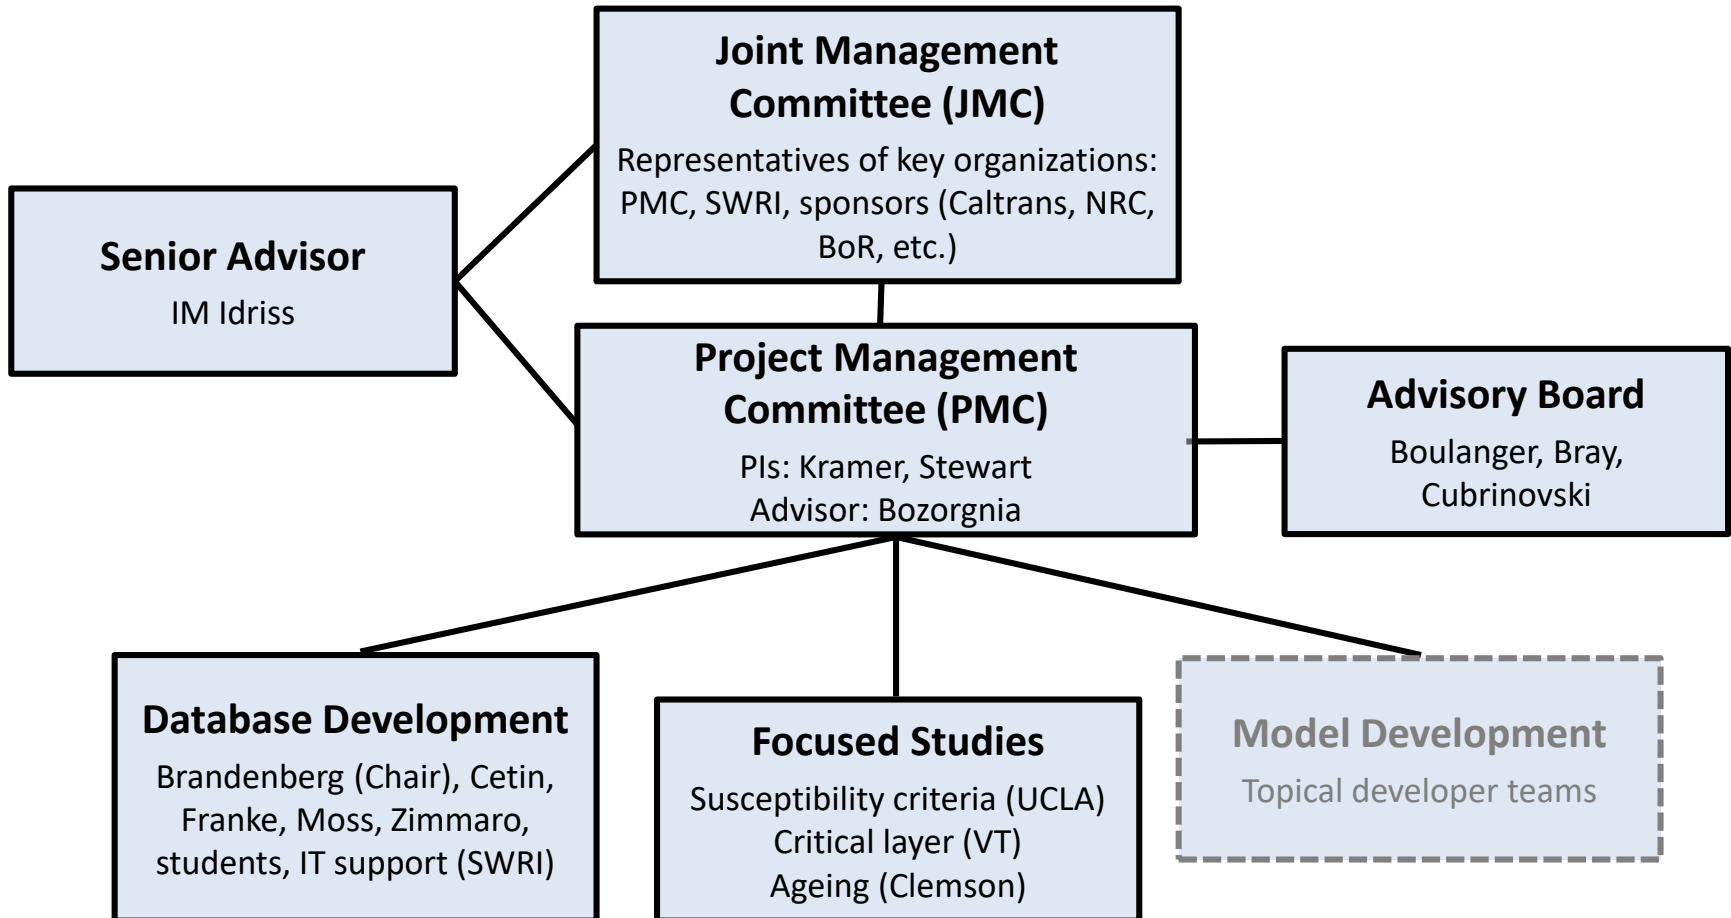 Joint Management
Committee (JMC)
Representatives of key organizations:
PMC, SWRI, sponsors (Caltrans, NRC,
BoR, etc.)
Senior Advisor
IM Idriss
Project Management
Committee (PMC)
PIs: Kramer, Stewart
Advisor: Bozorgnia
Advisory Board
Boulanger, Bray,
Cubrinovski
Database Development
Brandenberg (Chair), Cetin,
Franke, Moss, Zimmaro,
students, IT support (SWRI)
Focused Studies
Susceptibility criteria (UCLA)
Critical layer (VT)
Ageing (Clemson)
Model Development
Topical developer teams